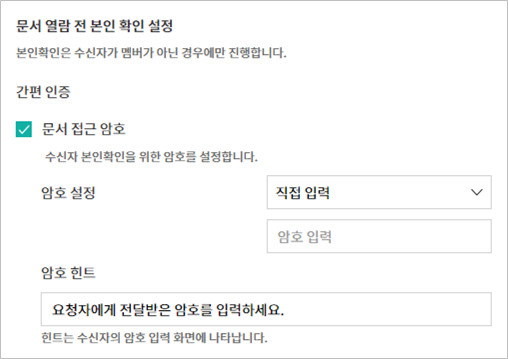 문서 열람 전 본인 확인 설정
본인확인은 수신자가 멤버가 아닌 경우에만 진행합니다.
간편 인증
문서 접근 암호
수신자 본인확인을 위한 암호를 설정합니다.
암호 설정
직접 입력
암호 입력
암호 힌트
요청자에게 전달받은 암호를 입력하세요.
힌트는 수신자의 암호 입력 화면에 나타납니다.